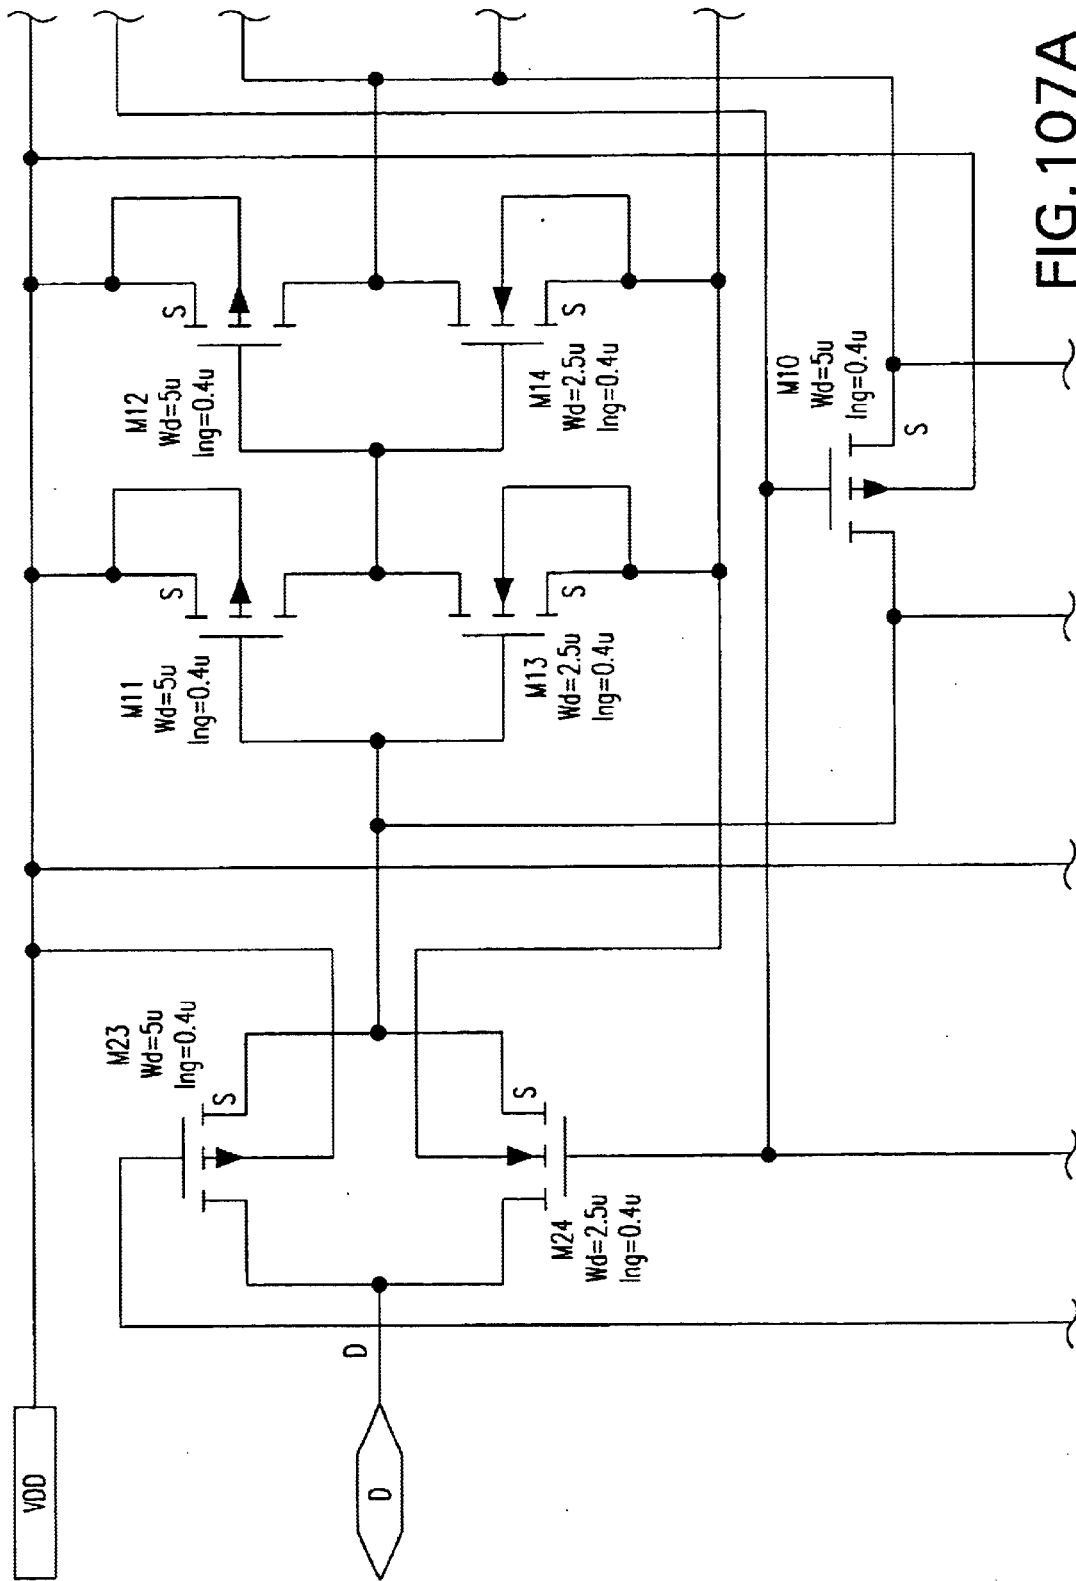 VDD
D
D
M23
Wd=5u
lng=0.4u
M24
Wd=2.5u
lng=0.4u
S
S
M11
Wd=5u
lng=0.4u
S
M13
Wd=2.5u
lng=0.4u
S
M12
Wd=5u
lng=0.4u
S
M14
Wd=2.5u
lng=0.4u
S
M10
Wd=5u
lng=0.4u
S
FIG.107A